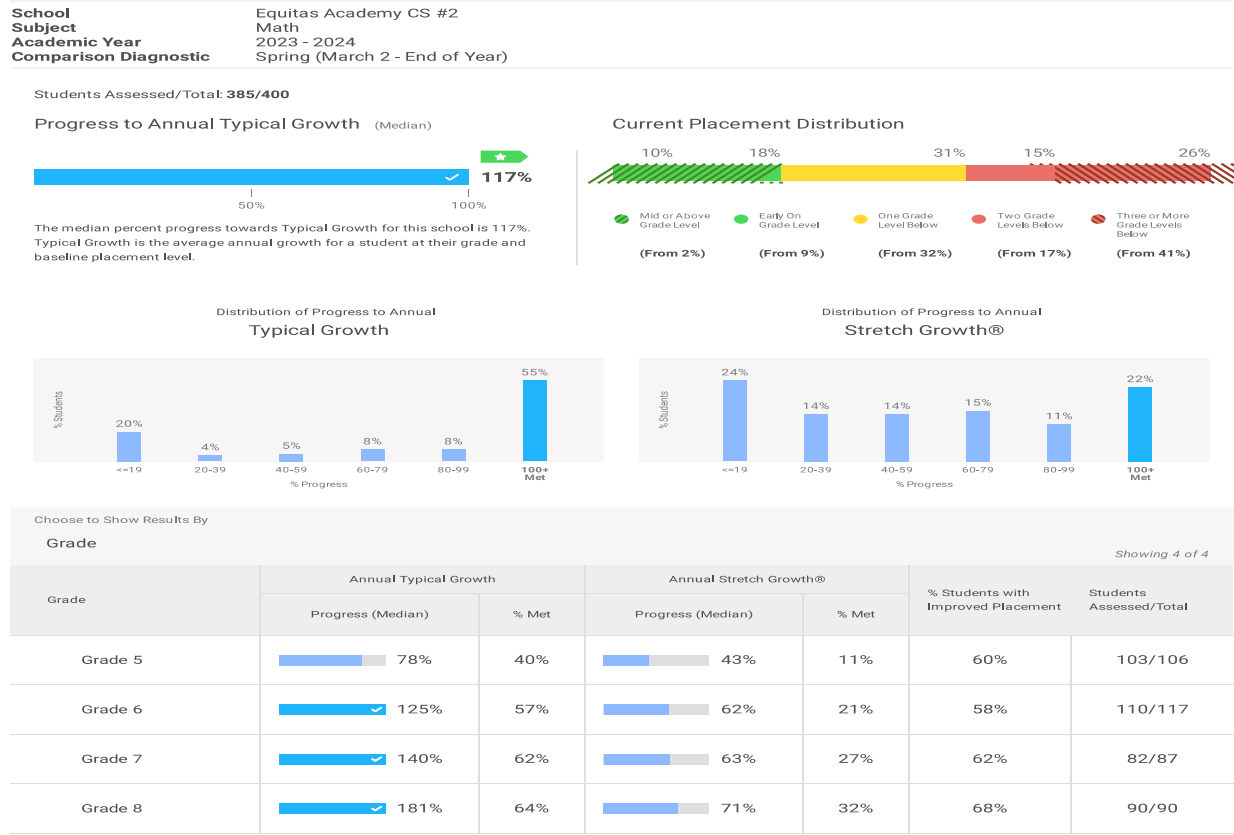 School Equitas Academy CS #2
Subject Math
Academic Year 2023 - 2024
Comparison Diagnostic Spring (March 2 - End of Year)
Students Assessed/Total: 385/400
Progress to Annual Typical Growth (Median)
117%
50% 100%
The median percent progress towards Typical Growth for this school is 117%.
Typical Growth is the average annual growth for a student at their grade and
baseline placement level.
Current Placement Distribution
10% 18% 31% 15% 26%
Mid or Above Grade Level
Early On Grade Level
One Grade Level Below
Two Grade Levels Below
Three or More Grade Levels Below
(From 2%) (From 9%) (From 32%) (From 17%) (From 41%)
Distribution of Progress to Annual
Typical Growth
% Students
20% 4% 5% 8% 8% 55%
<=19 20-39 40-59 60-79 80-99 100+ Met
% Progress
Distribution of Progress to Annual
Stretch Growth®
% Students
24% 14% 14% 15% 11% 22%
<=19 20-39 40-59 60-79 80-99 100+ Met
% Progress
Choose to Show Results By
Grade
Showing 4 of 4
Grade
Annual Typical Growth
Progress (Median) % Met
Annual Stretch Growth®
Progress (Median) % Met
% Students with Improved Placement
Students Assessed/Total
Grade 5 78% 40% 43% 11% 60% 103/106
Grade 6 125% 57% 62% 21% 58% 110/117
Grade 7 140% 62% 63% 27% 62% 82/87
Grade 8 181% 64% 71% 32% 68% 90/90